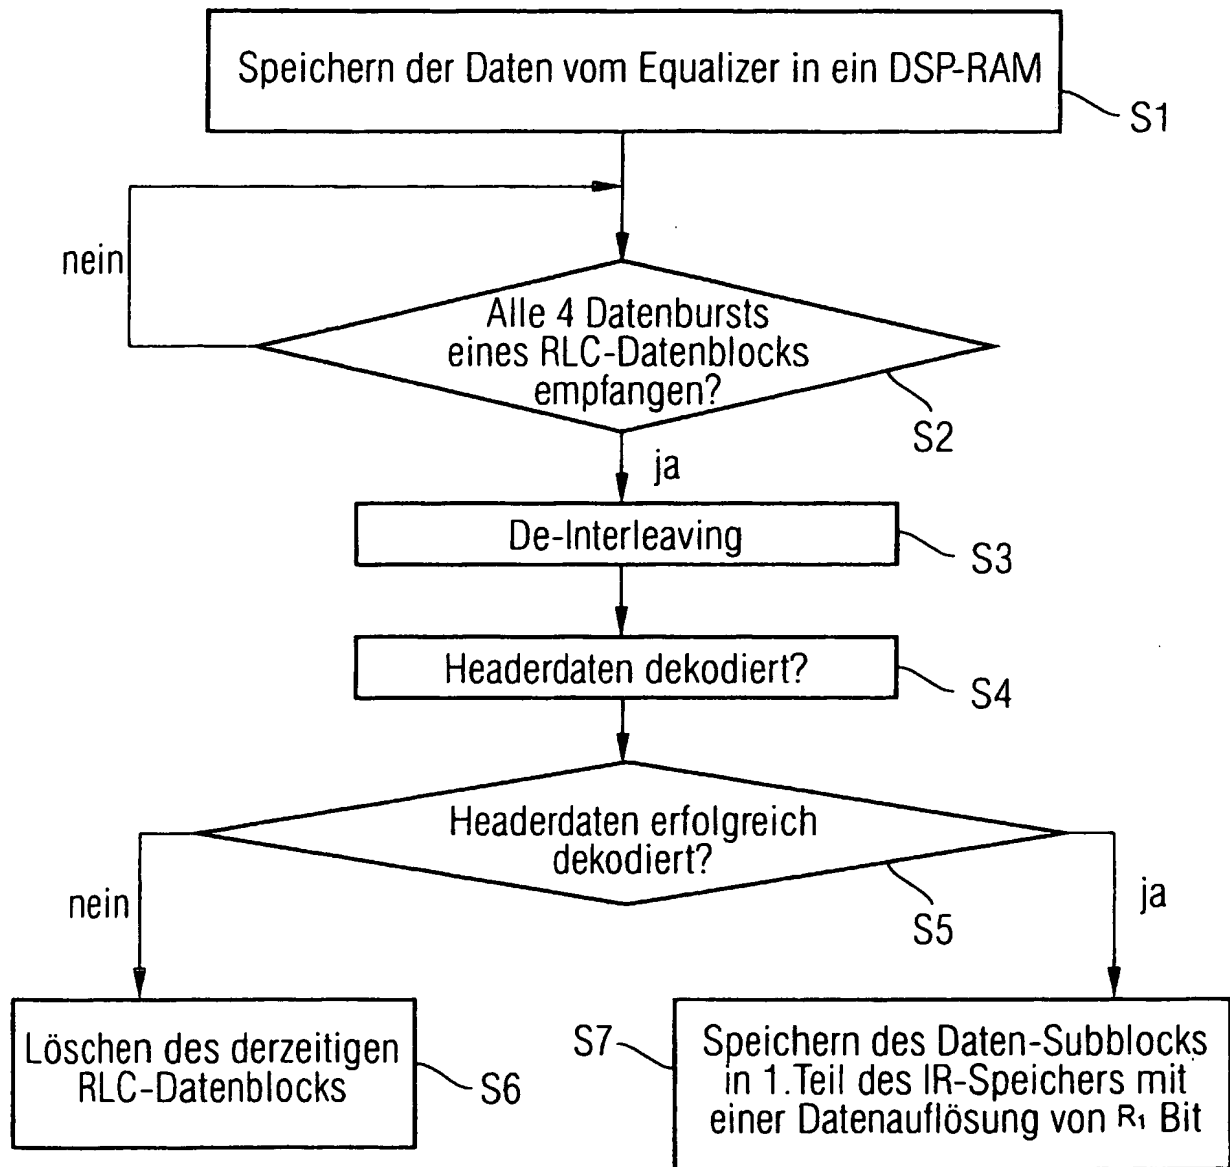 Speichern der Daten vom Equalizer in ein DSP-RAM
S1
nein
Alle 4 Datenbursts
eines RLC-Datenblocks
empfangen?
S2
ja
De-Interleaving
S3
Headerdaten dekodiert?
S4
Headerdaten erfolgreich
dekodiert?
S5
nein
ja
Löschen des derzeitigen
RLC-Datenblocks
S6
S7
Speichern des Daten-Subblocks
in 1.Teil des IR-Speichers mit
einer Datenauflösung von R₁ Bit